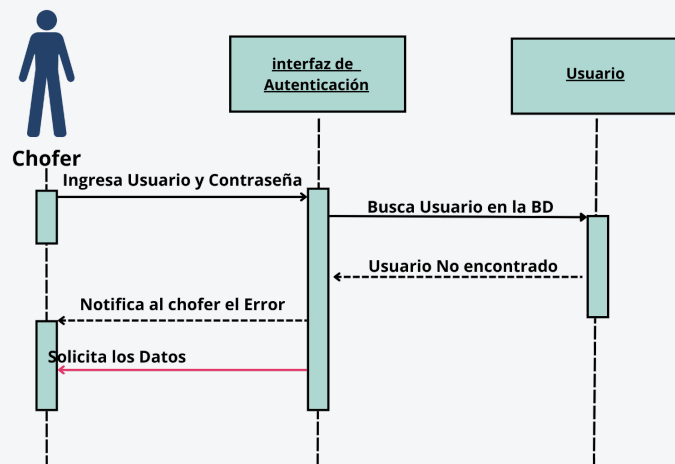 interfaz de
Autenticación
Usuario
Chofer
Ingresa Usuario y Contraseña
Busca Usuario en la BD
Usuario No encontrado
Notifica al chofer el Error
Solicita los Datos